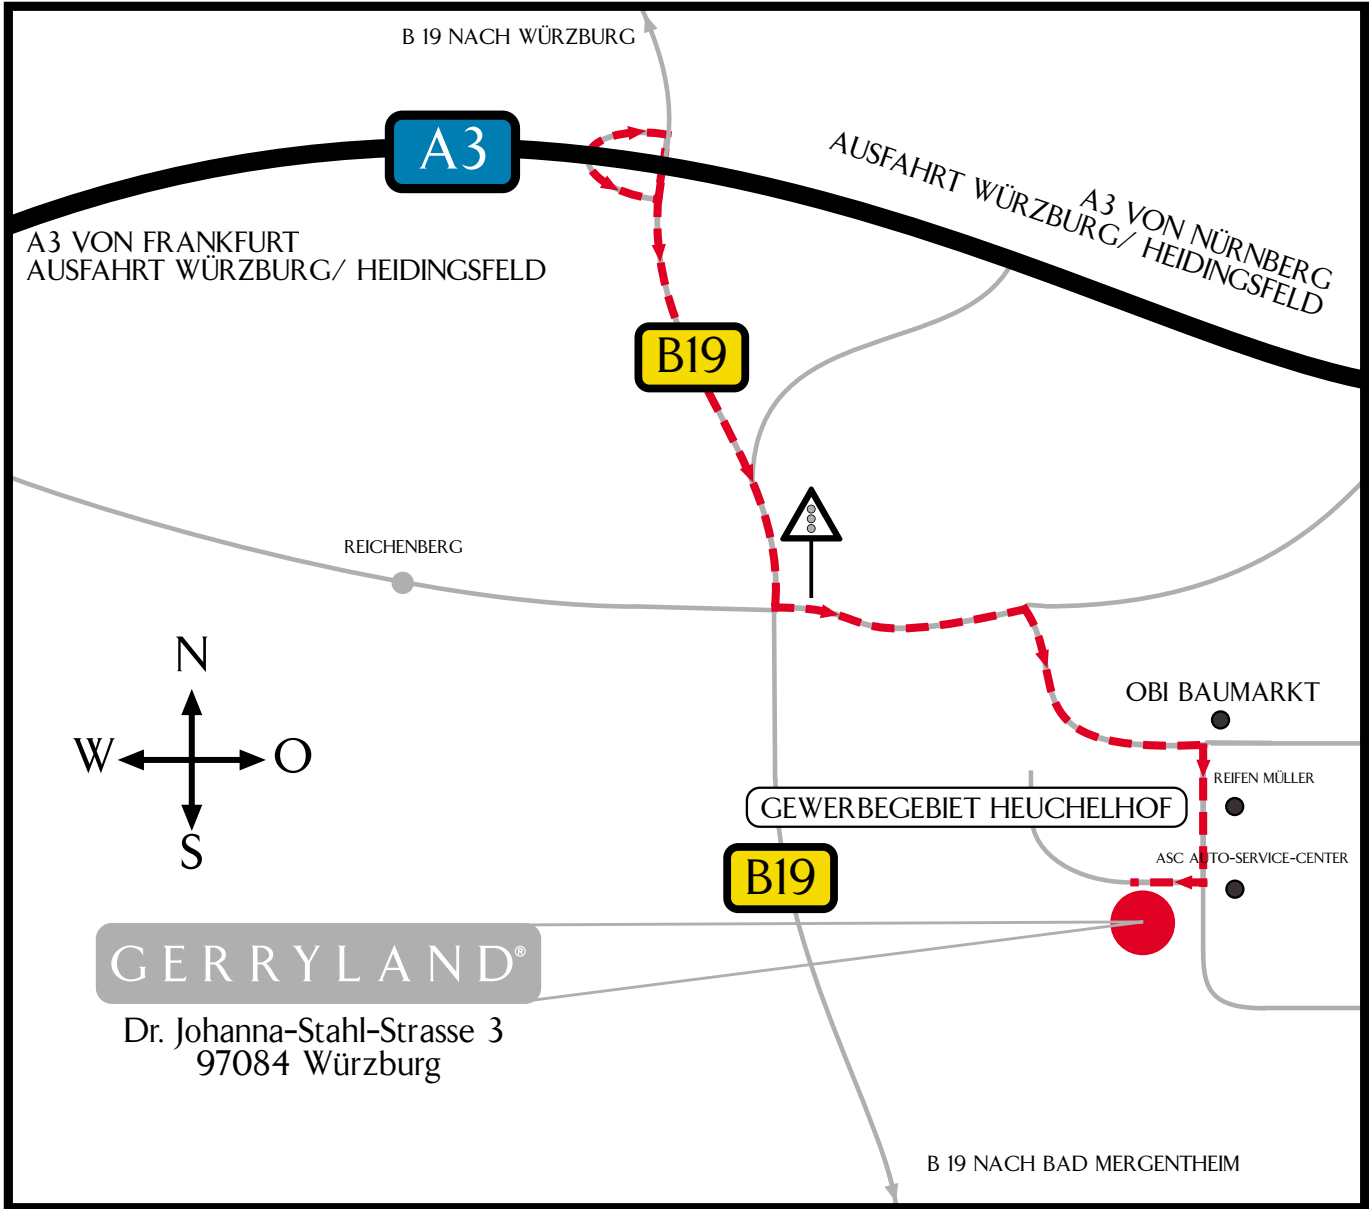 B 19 NACH WÜRZBURG
A3
A3 VON FRANKFURT
AUSFAHRT WÜRZBURG/ HEIDINGSFELD
A3 VON NÜRNBERG
AUSFAHRT WÜRZBURG/ HEIDINGSFELD
B19
REICHENBERG
N
W
O
S
OBI BAUMARKT
REIFEN MÜLLER
GEWERBEGEBIET HEUCHELHOF
ASC AUTO-SERVICE-CENTER
B19
GERRYLAND®
Dr. Johanna-Stahl-Strasse 3
97084 Würzburg
B 19 NACH BAD MERGENTHEIM